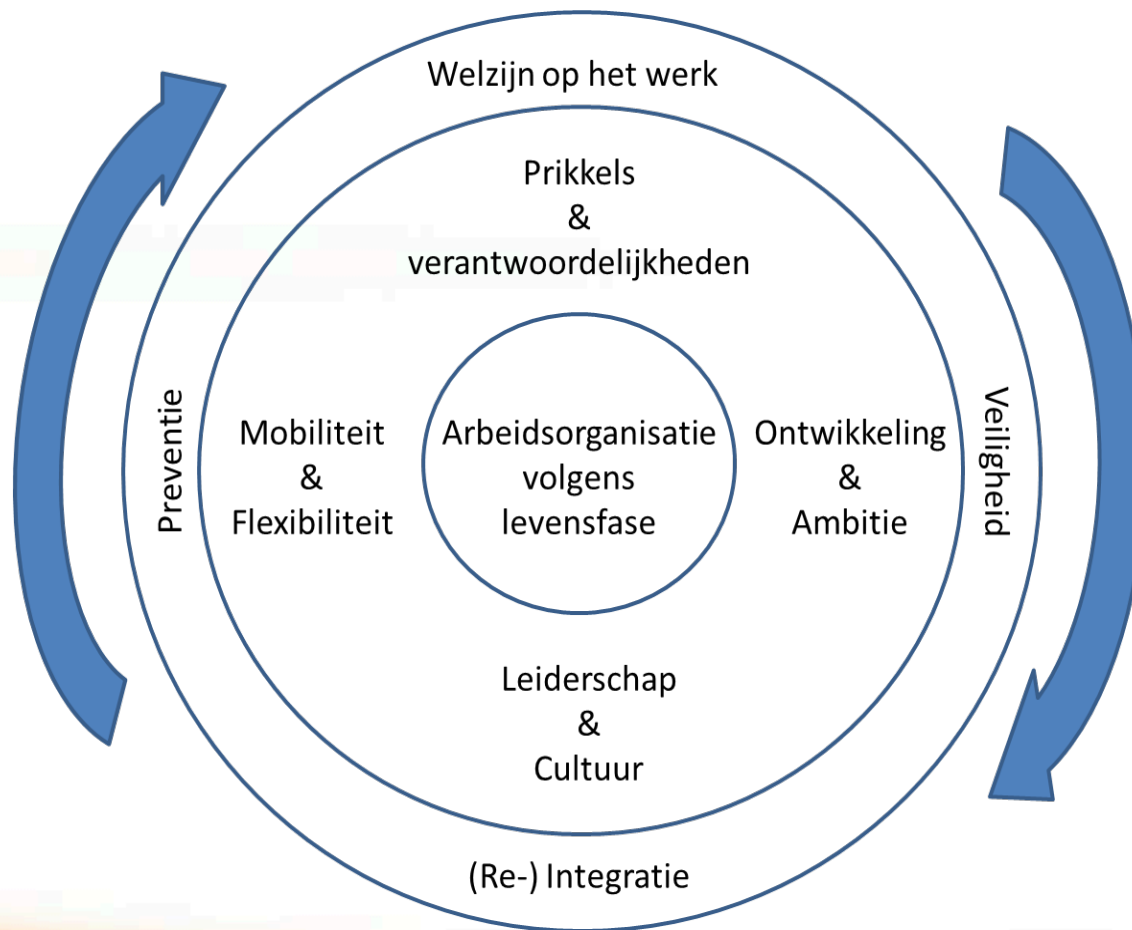 Welzijn op het werk
Prikkels
&
verantwoordelijkheden
Preventie
Mobiliteit
&
Flexibiliteit
Arbeidsorganisatie
volgens
levensfase
Ontwikkeling
&
Ambitie
Veiligheid
Leiderschap
&
Cultuur
(Re-) Integratie